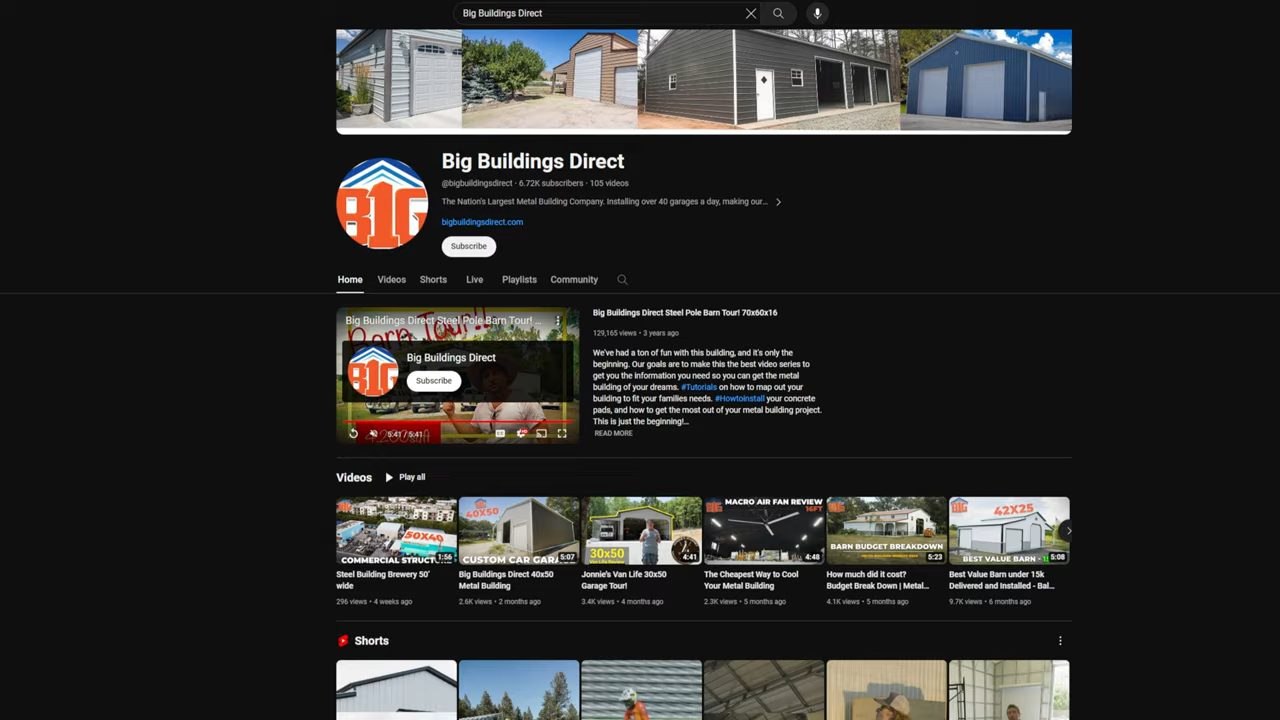 Big Buildings Direct
B1G
Big Buildings Direct
@bigbuildingsdirect • 6.72K subscribers • 105 videos
The Nation's Largest Metal Building Company. Installing over 40 garages a day, making our...
bigbuildingsdirect.com
Subscribe
Home Videos Shorts Live Playlists Community
Big Buildings Direct Steel Pole Barn Tour! ...
Barn Tour!!
B1G
Big Buildings Direct
Subscribe
5:41 / 5:41
Big Buildings Direct Steel Pole Barn Tour! 70x60x16
129,165 views • 3 years ago
We've had a ton of fun with this building, and it's only the
beginning. Our goals are to make this the best video series to
get you the information you need so you can get the metal
building of your dreams. #Tutorials on how to map out your
building to fit your families needs. #Howtoinstall your concrete
pads, and how to get the most out of your metal building project.
This is just the beginning!...
READ MORE
Videos Play all
50X40
COMMERCIAL STRUCT
1:56
40X50
CUSTOM CAR GARA
5:07
30x50
4:41
MACRO AIR FAN REVIEW
16FT
4:48
BARN BUDGET BREAKDOWN
5:23
42X25
BEST VALUE BARN - 1
5:08
Steel Building Brewery 50'
wide
296 views • 4 weeks ago
Big Buildings Direct 40x50
Metal Building
2.6K views • 2 months ago
Jonnie's Van Life 30x50
Garage Tour!
3.4K views • 4 months ago
The Cheapest Way to Cool
Your Metal Building
2.3K views • 5 months ago
How much did it cost?
Budget Break Down | Metal...
4.1K views • 5 months ago
Best Value Barn under 15k
Delivered and Installed - Bal...
9.7K views • 6 months ago
Shorts